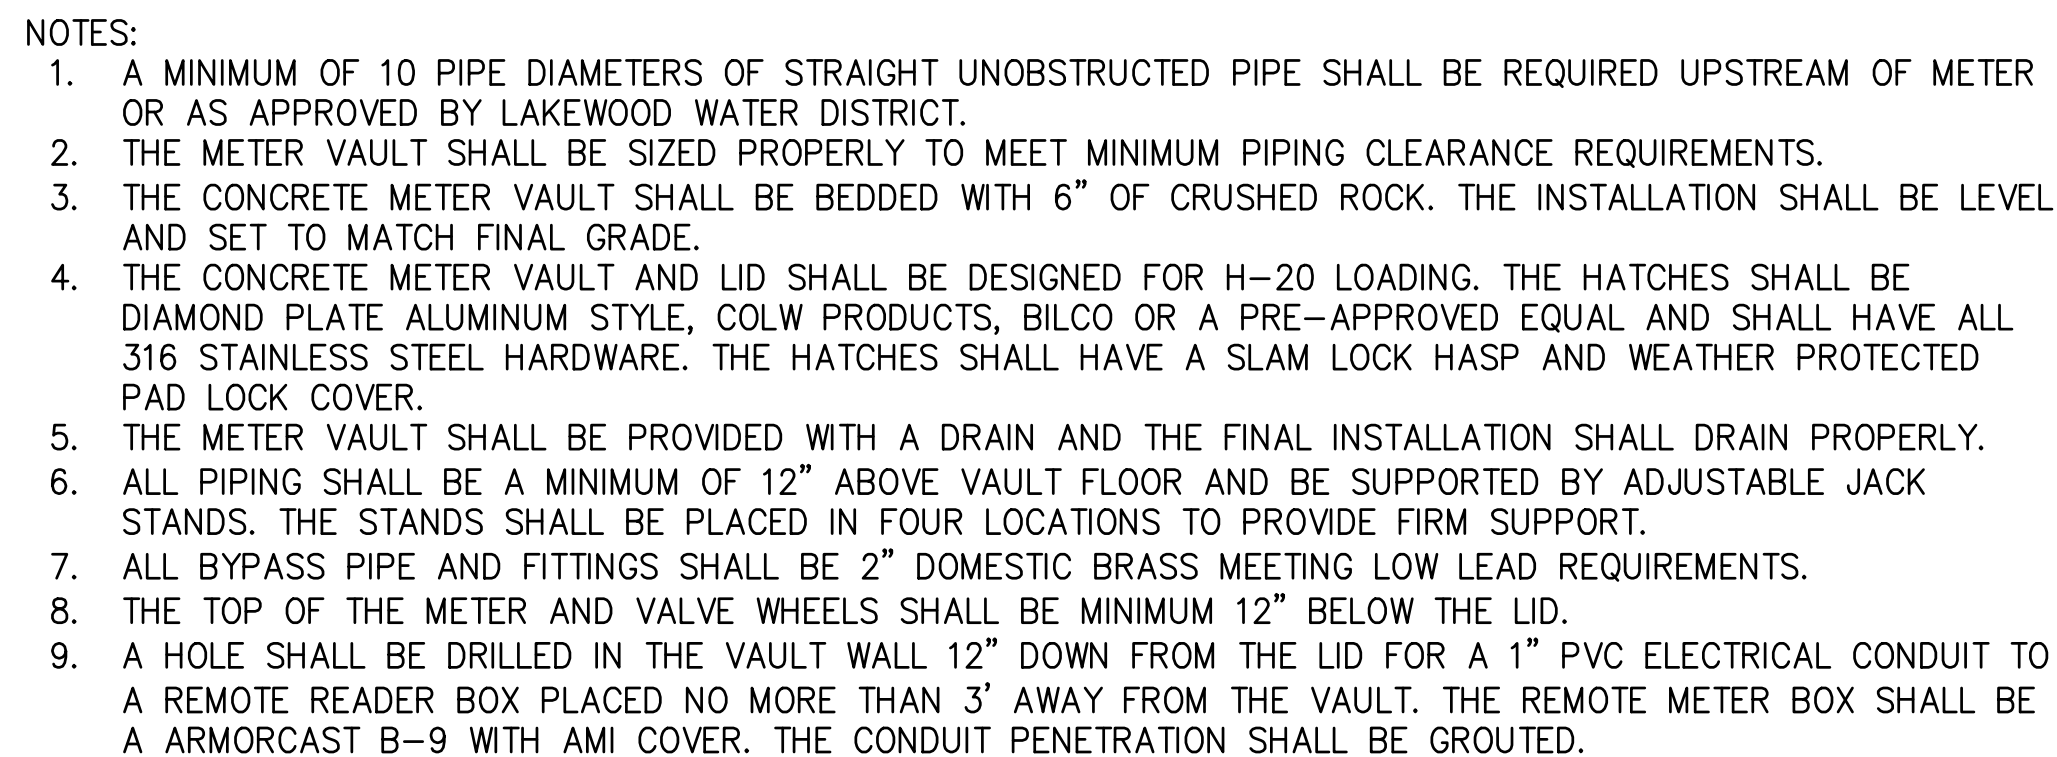 NOTES:
1. A MINIMUM OF 10 PIPE DIAMETERS OF STRAIGHT UNOBSTRUCTED PIPE SHALL BE REQUIRED UPSTREAM OF METER
OR AS APPROVED BY LAKEWOOD WATER DISTRICT.
2. THE METER VAULT SHALL BE SIZED PROPERLY TO MEET MINIMUM PIPING CLEARANCE REQUIREMENTS.
3. THE CONCRETE METER VAULT SHALL BE BEDDED WITH 6” OF CRUSHED ROCK. THE INSTALLATION SHALL BE LEVEL
AND SET TO MATCH FINAL GRADE.
4. THE CONCRETE METER VAULT AND LID SHALL BE DESIGNED FOR H-20 LOADING. THE HATCHES SHALL BE
DIAMOND PLATE ALUMINUM STYLE, COLW PRODUCTS, BILCO OR A PRE-APPROVED EQUAL AND SHALL HAVE ALL
316 STAINLESS STEEL HARDWARE. THE HATCHES SHALL HAVE A SLAM LOCK HASP AND WEATHER PROTECTED
PAD LOCK COVER.
5. THE METER VAULT SHALL BE PROVIDED WITH A DRAIN AND THE FINAL INSTALLATION SHALL DRAIN PROPERLY.
6. ALL PIPING SHALL BE A MINIMUM OF 12” ABOVE VAULT FLOOR AND BE SUPPORTED BY ADJUSTABLE JACK
STANDS. THE STANDS SHALL BE PLACED IN FOUR LOCATIONS TO PROVIDE FIRM SUPPORT.
7. ALL BYPASS PIPE AND FITTINGS SHALL BE 2” DOMESTIC BRASS MEETING LOW LEAD REQUIREMENTS.
8. THE TOP OF THE METER AND VALVE WHEELS SHALL BE MINIMUM 12” BELOW THE LID.
9. A HOLE SHALL BE DRILLED IN THE VAULT WALL 12” DOWN FROM THE LID FOR A 1” PVC ELECTRICAL CONDUIT TO
A REMOTE READER BOX PLACED NO MORE THAN 3’ AWAY FROM THE VAULT. THE REMOTE METER BOX SHALL BE
A ARMORCAST B-9 WITH AMI COVER. THE CONDUIT PENETRATION SHALL BE GROUTED.